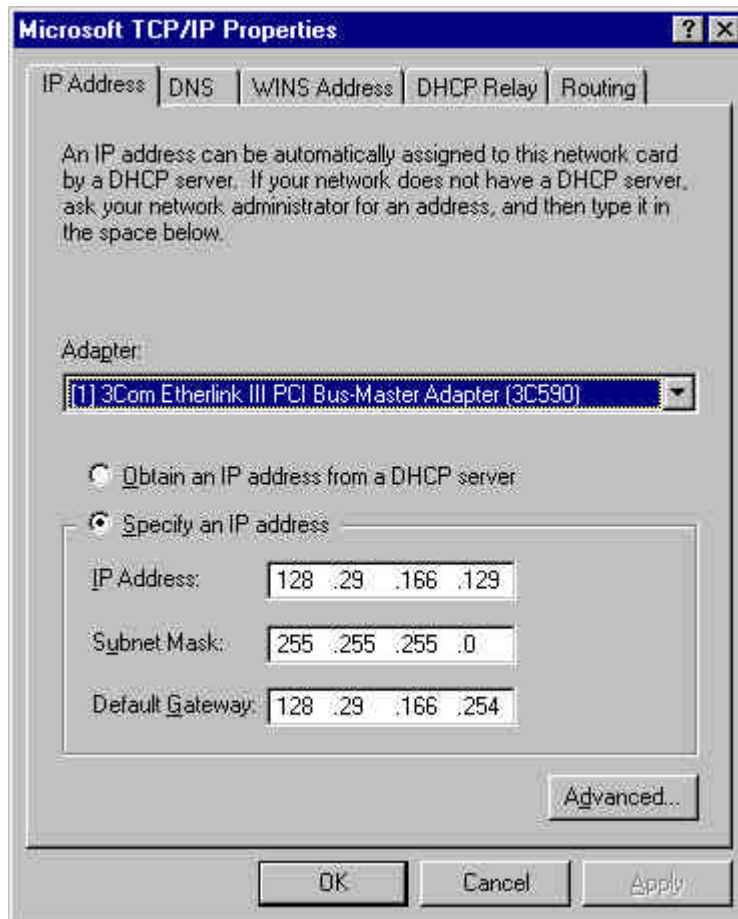 Microsoft TCP/IP Properties
IP Address DNS WINS Address DHCP Relay Routing
An IP address can be automatically assigned to this network card
by a DHCP server. If your network does not have a DHCP server,
ask your network administrator for an address, and then type it in
the space below.
Adapter:
[1] 3Com Etherlink III PCI Bus-Master Adapter (3C590)
Obtain an IP address from a DHCP server
Specify an IP address
IP Address: 128 .29 .166 .129
Subnet Mask: 255 .255 .255 .0
Default Gateway: 128 .29 .166 .254
Advanced...
OK Cancel Apply